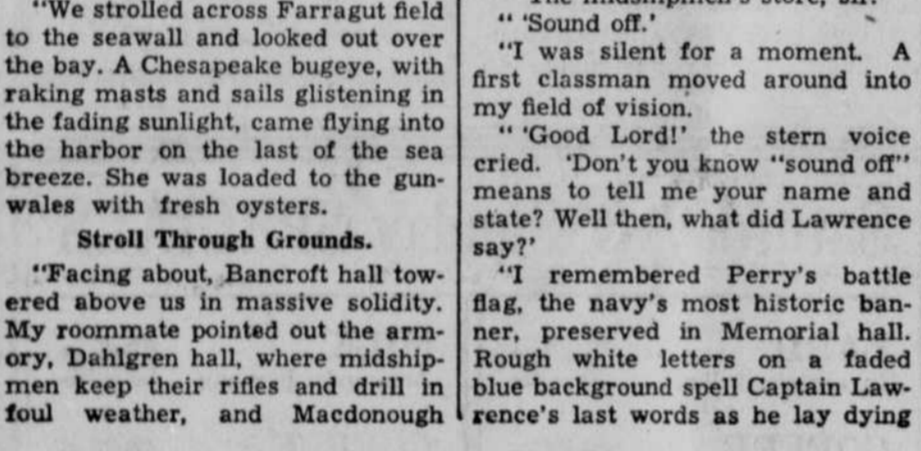 "We strolled across Farragut field
to the seawall and looked out over
the bay. A Chesapeake bugeye, with
raking masts and sails glistening in
the fading sunlight, came flying into
the harbor on the last of the sea
breeze. She was loaded to the gun-
wales with fresh oysters.
Stroll Through Grounds.
"Facing about, Bancroft hall tow-
ered above us in massive solidity.
My roommate pointed out the arm-
ory, Dahlgren hall, where midship-
men keep their rifles and drill in
foul weather, and Macdonough
" 'Sound off.'
"I was silent for a moment. A
first classman moved around into
my field of vision.
" 'Good Lord!' the stern voice
cried. 'Don't you know "sound off"
means to tell me your name and
state? Well then, what did Lawrence
say?'
"I remembered Perry's battle
flag, the navy's most historic ban-
ner, preserved in Memorial hall.
Rough white letters on a faded
blue background spell Captain Law-
rence's last words as he lay dying